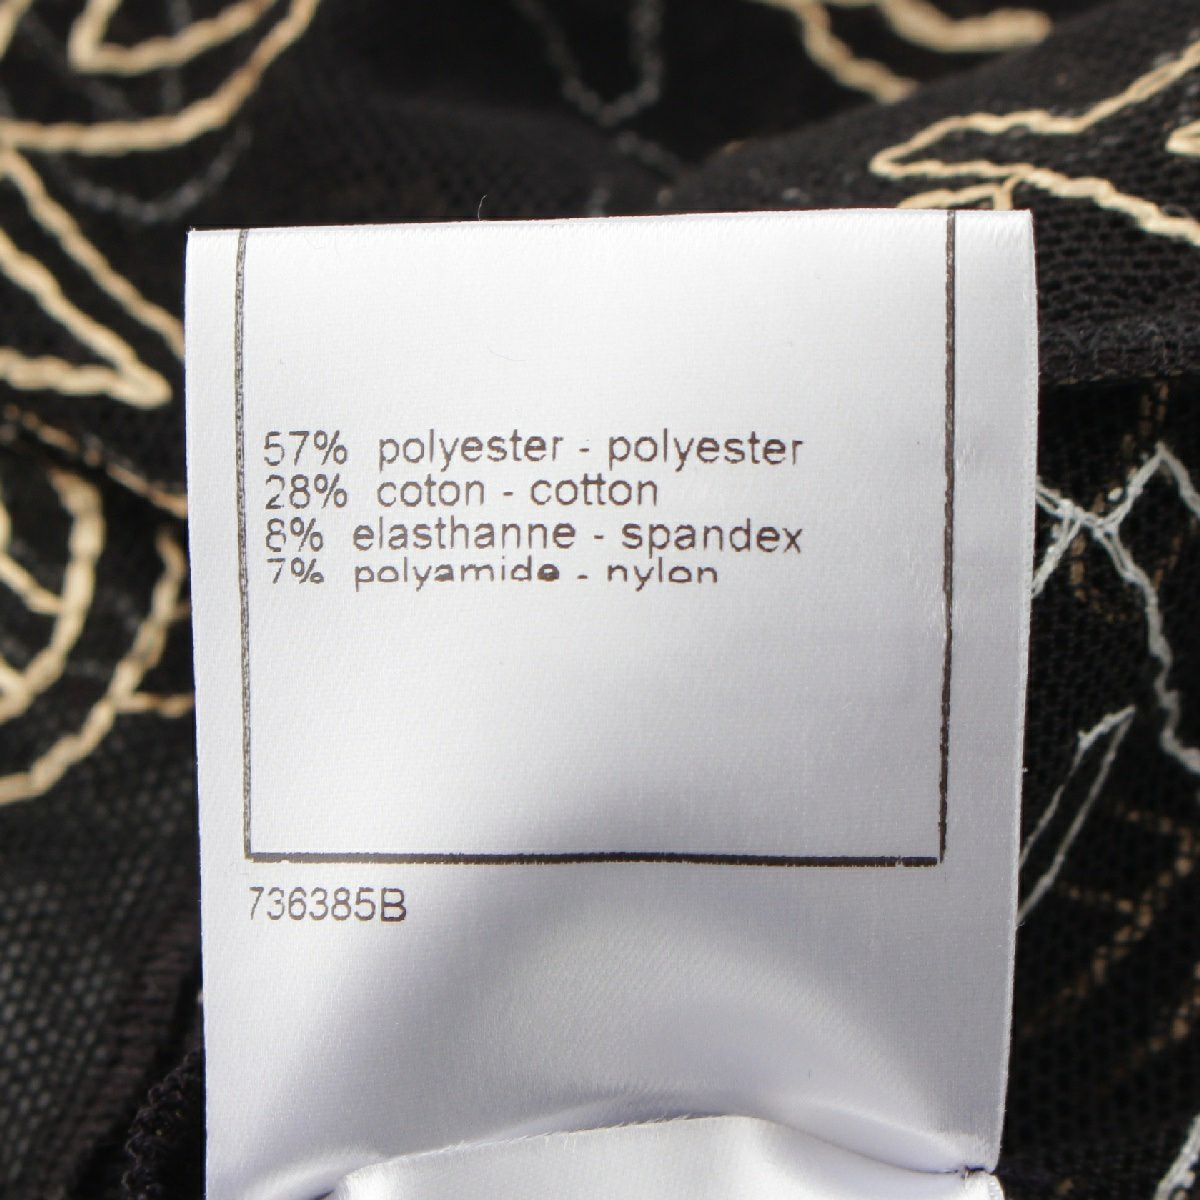 57% polyester - polyester
28% coton - cotton
8% elasthanne - spandex
7% polyamide - nylon
736385B